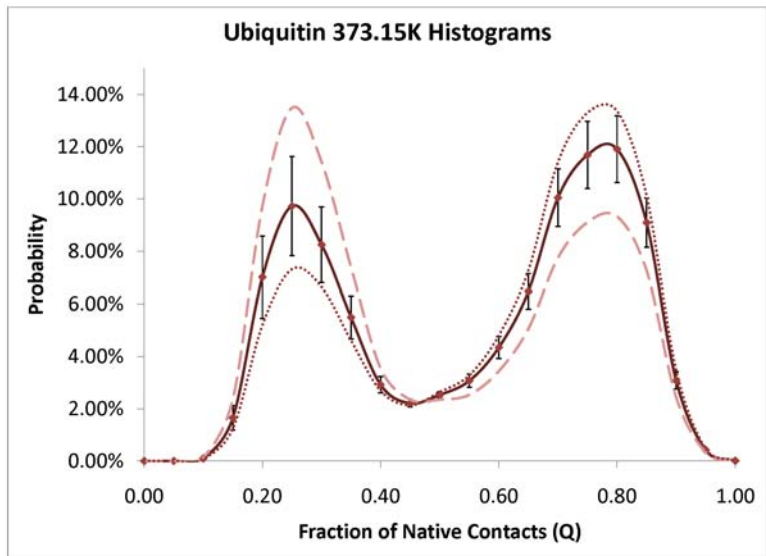 Ubiquitin 373.15K Histograms
14.00%
12.00%
10.00%
8.00%
6.00%
4.00%
2.00%
0.00%
Probability
0.00 0.20 0.40 0.60 0.80 1.00
Fraction of Native Contacts (Q)